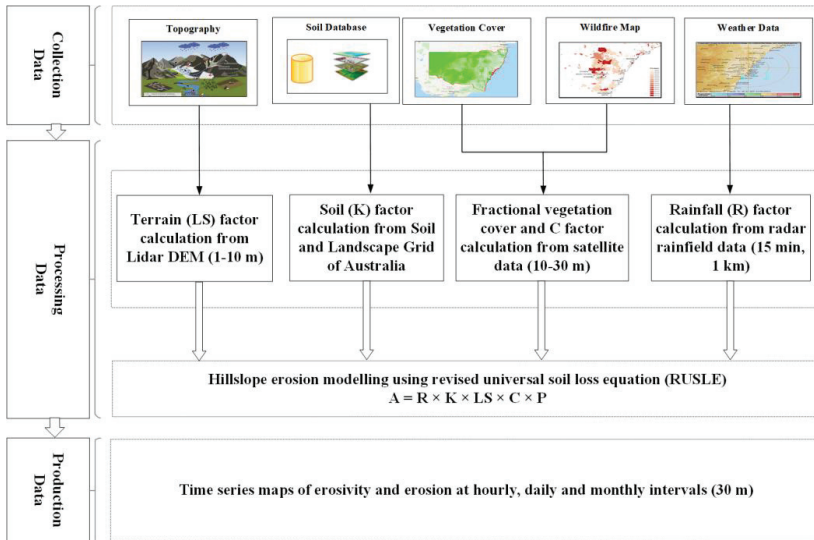 Collection
Data
Topography
Soil Database
Vegetation Cover
Wildfire Map
Weather Data
Processing
Data
Terrain (LS) factor
calculation from
Lidar DEM (1-10 m)
Soil (K) factor
calculation from Soil
and Landscape Grid
of Australia
Fractional vegetation
cover and C factor
calculation from satellite
data (10-30 m)
Rainfall (R) factor
calculation from radar
rainfield data (15 min,
1 km)
Hillslope erosion modelling using revised universal soil loss equation (RUSLE)
A = R × K × LS × C × P
Production
Data
Time series maps of erosivity and erosion at hourly, daily and monthly intervals (30 m)